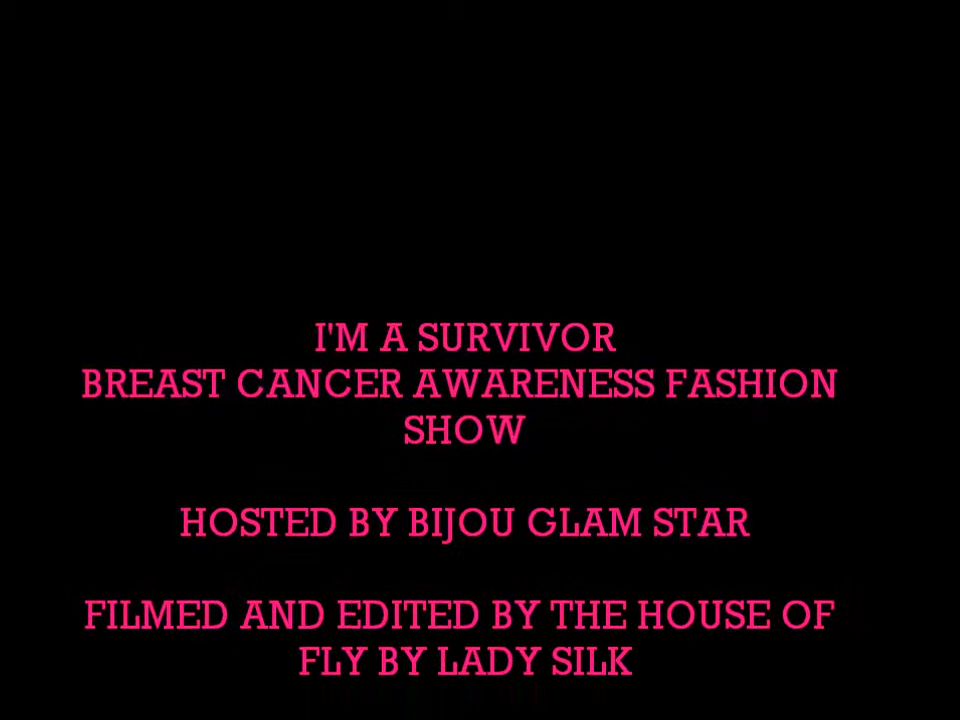 I'M A SURVIVOR
BREAST CANCER AWARENESS FASHION
SHOW
HOSTED BY BIJOU GLAM STAR
FILMED AND EDITED BY THE HOUSE OF
FLY BY LADY SILK